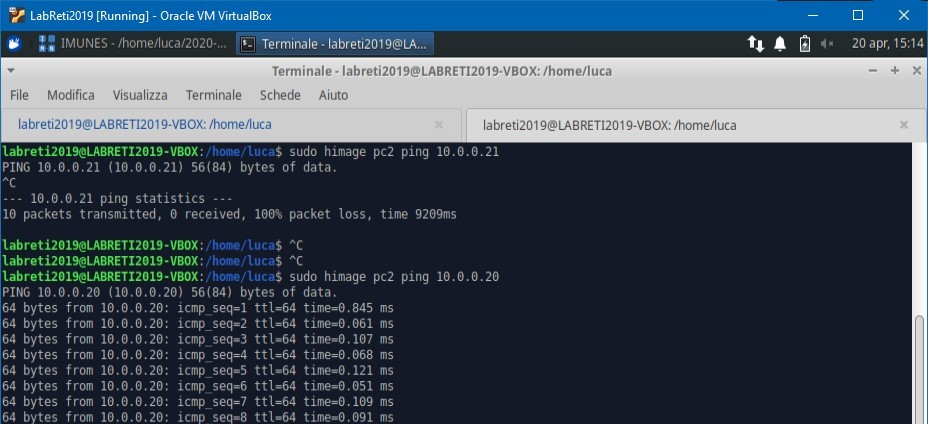 LabReti2019 [Running] - Oracle VM VirtualBox
IMUNES - /home/luca/2020-... Terminale - labreti2019@LA... 20 apr, 15:14
Terminale - labreti2019@LABRETI2019-VBOX: /home/luca
File Modifica Visualizza Terminale Schede Aiuto
labreti2019@LABRETI2019-VBOX: /home/luca × labreti2019@LABRETI2019-VBOX: /home/luca ×
labreti2019@LABRETI2019-VBOX:/home/luca$ sudo himage pc2 ping 10.0.0.21
PING 10.0.0.21 (10.0.0.21) 56(84) bytes of data.
^C
--- 10.0.0.21 ping statistics ---
10 packets transmitted, 0 received, 100% packet loss, time 9209ms
labreti2019@LABRETI2019-VBOX:/home/luca$ ^C
labreti2019@LABRETI2019-VBOX:/home/luca$ ^C
labreti2019@LABRETI2019-VBOX:/home/luca$ sudo himage pc2 ping 10.0.0.20
PING 10.0.0.20 (10.0.0.20) 56(84) bytes of data.
64 bytes from 10.0.0.20: icmp_seq=1 ttl=64 time=0.845 ms
64 bytes from 10.0.0.20: icmp_seq=2 ttl=64 time=0.061 ms
64 bytes from 10.0.0.20: icmp_seq=3 ttl=64 time=0.107 ms
64 bytes from 10.0.0.20: icmp_seq=4 ttl=64 time=0.068 ms
64 bytes from 10.0.0.20: icmp_seq=5 ttl=64 time=0.121 ms
64 bytes from 10.0.0.20: icmp_seq=6 ttl=64 time=0.051 ms
64 bytes from 10.0.0.20: icmp_seq=7 ttl=64 time=0.109 ms
64 bytes from 10.0.0.20: icmp_seq=8 ttl=64 time=0.091 ms